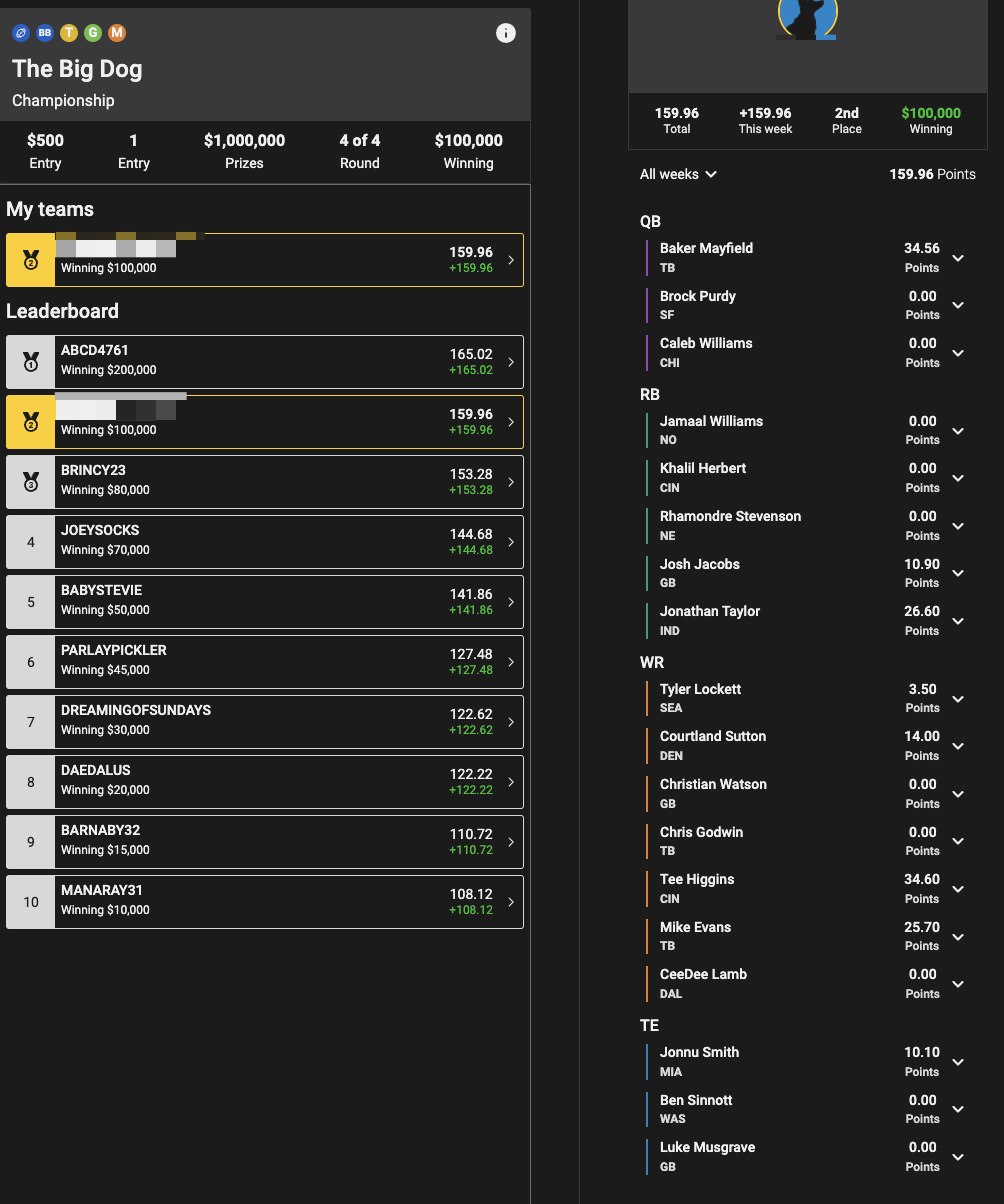 BB T G M
The Big Dog
Championship
$500 1 $1,000,000 4 of 4 $100,000
Entry Entry Prizes Round Winning
My teams
2
159.96
Winning $100,000 +159.96
Leaderboard
1 ABCD4761 165.02
Winning $200,000 +165.02
2 159.96
Winning $100,000 +159.96
3 BRINCY23 153.28
Winning $80,000 +153.28
4 JOEYSOCKS 144.68
Winning $70,000 +144.68
5 BABYSTEVIE 141.86
Winning $50,000 +141.86
6 PARLAYPICKLER 127.48
Winning $45,000 +127.48
7 DREAMINGOFSUNDAYS 122.62
Winning $30,000 +122.62
8 DAEDALUS 122.22
Winning $20,000 +122.22
9 BARNABY32 110.72
Winning $15,000 +110.72
10 MANARAY31 108.12
Winning $10,000 +108.12
159.96 +159.96 2nd $100,000
Total This week Place Winning
All weeks 159.96 Points
QB
Baker Mayfield 34.56
TB Points
Brock Purdy 0.00
SF Points
Caleb Williams 0.00
CHI Points
RB
Jamaal Williams 0.00
NO Points
Khalil Herbert 0.00
CIN Points
Rhamondre Stevenson 0.00
NE Points
Josh Jacobs 10.90
GB Points
Jonathan Taylor 26.60
IND Points
WR
Tyler Lockett 3.50
SEA Points
Courtland Sutton 14.00
DEN Points
Christian Watson 0.00
GB Points
Chris Godwin 0.00
TB Points
Tee Higgins 34.60
CIN Points
Mike Evans 25.70
TB Points
CeeDee Lamb 0.00
DAL Points
TE
Jonnu Smith 10.10
MIA Points
Ben Sinnott 0.00
WAS Points
Luke Musgrave 0.00
GB Points